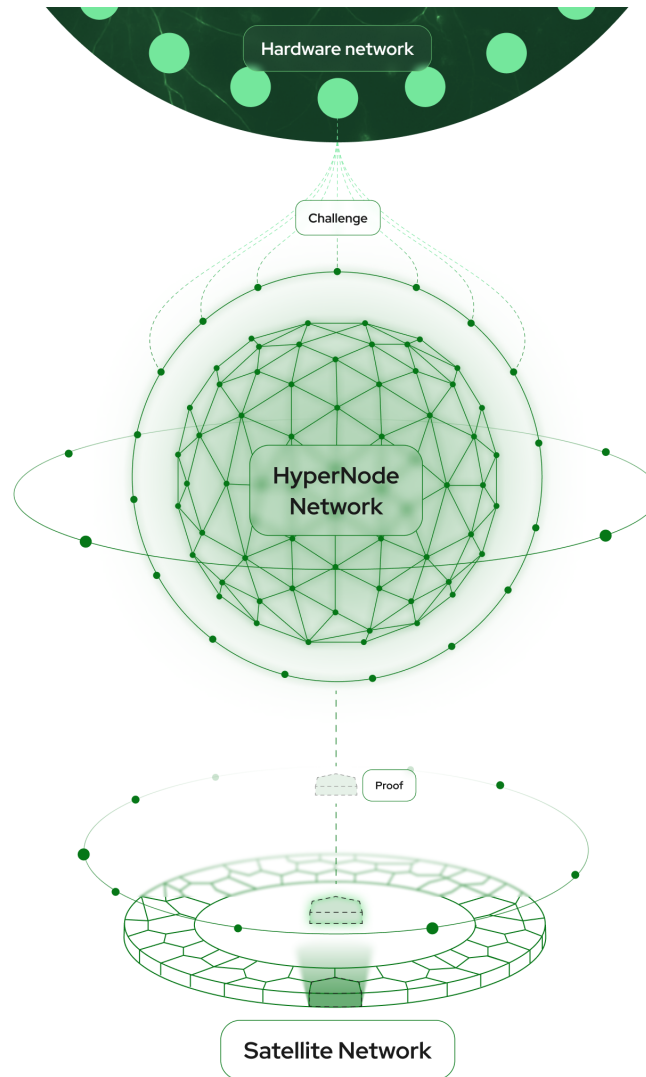 Hardware network
Challenge
HyperNode
Network
Proof
Satellite Network